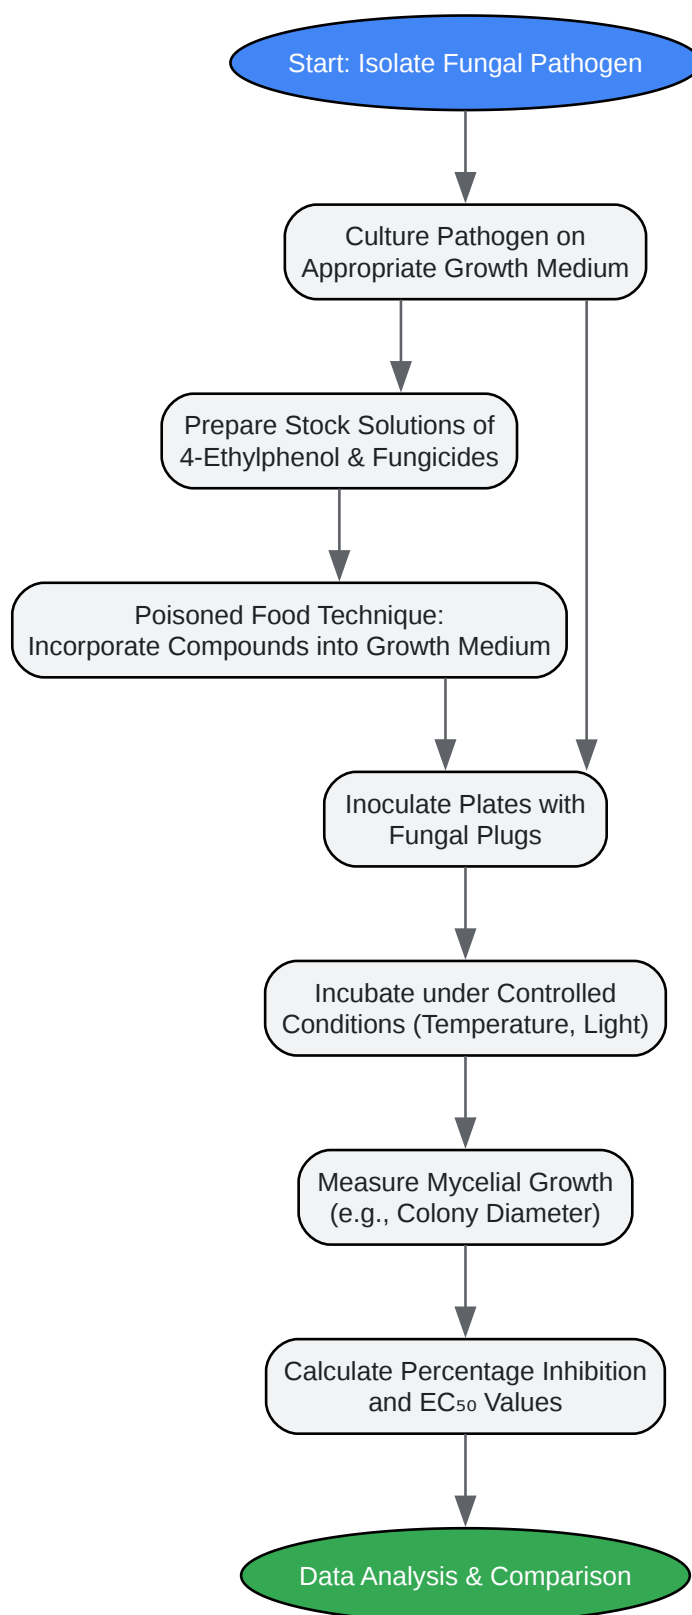 Start: Isolate Fungal Pathogen
Culture Pathogen on
Appropriate Growth Medium
Prepare Stock Solutions of
4-Ethylphenol & Fungicides
Poisoned Food Technique:
Incorporate Compounds into Growth Medium
Inoculate Plates with
Fungal Plugs
Incubate under Controlled
Conditions (Temperature, Light)
Measure Mycelial Growth
(e.g., Colony Diameter)
Calculate Percentage Inhibition
and EC₅₀ Values
Data Analysis & Comparison